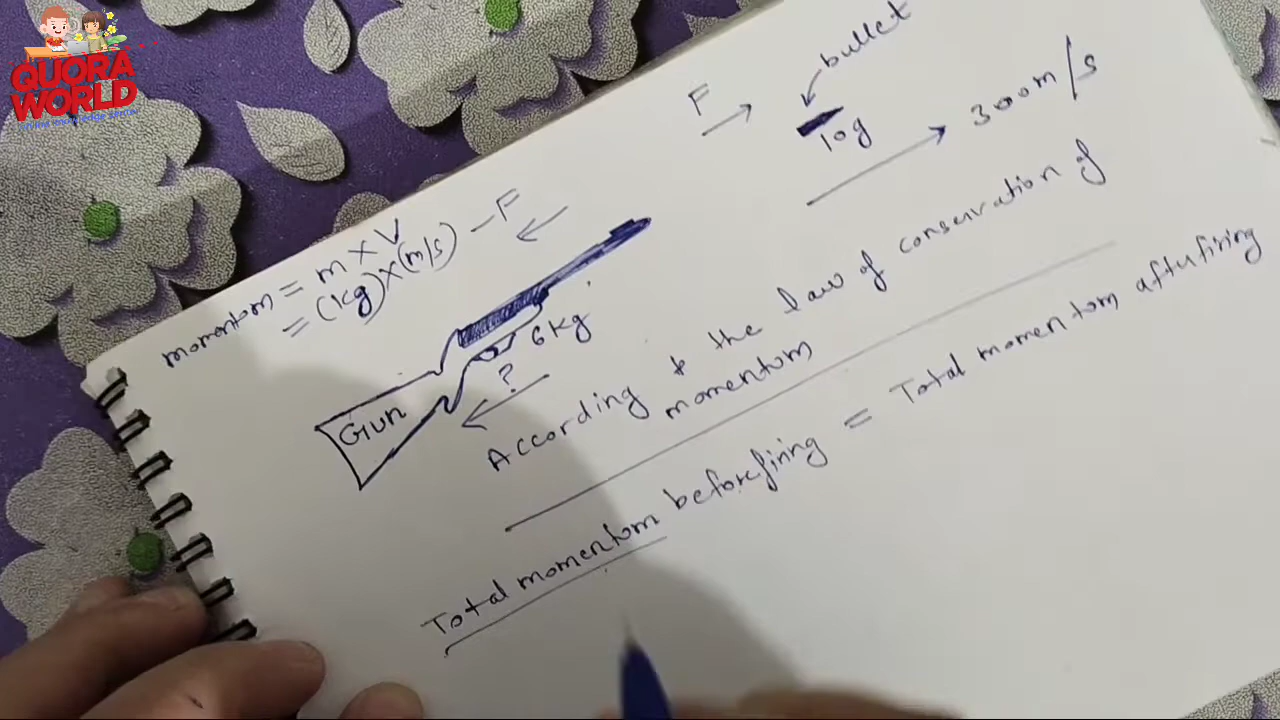 QUORA
WORLD
F
bullet
10g
300m/s
momentum = m x V
= (kg)x(m/s)
-F
6kg
?
Gun
According to the law of conservation of
momentum
Total momentum before firing = Total momentum after firing